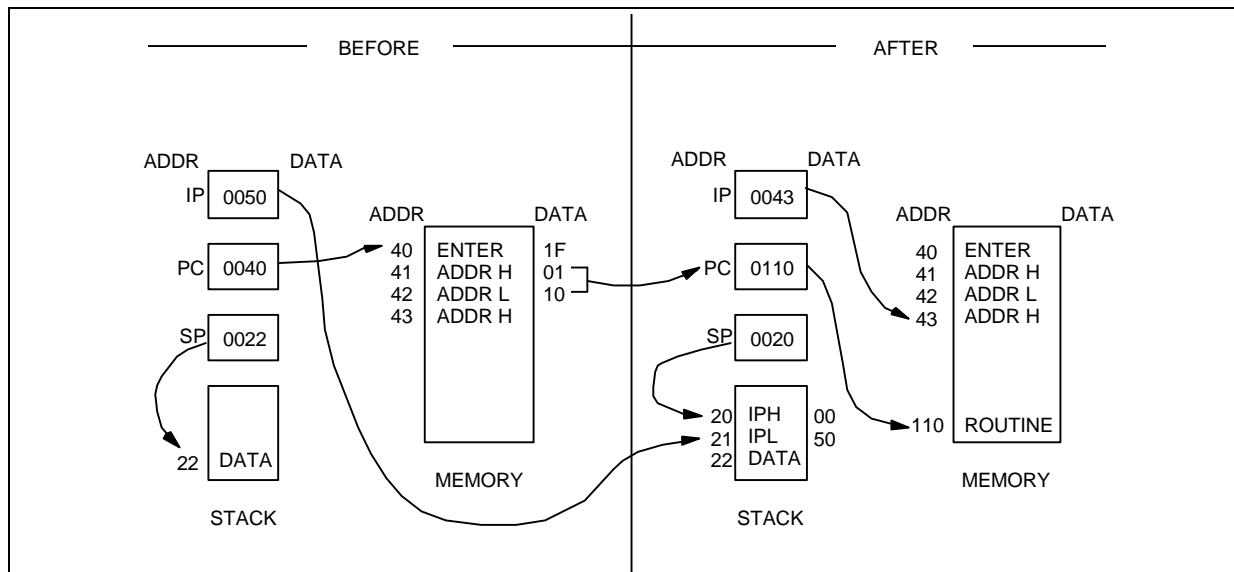 BEFORE
ADDR DATA
IP 0050
PC 0040
SP 0022
22 DATA
STACK
ADDR DATA
40 ENTER 1F
41 ADDR H 01
42 ADDR L 10
43 ADDR H
MEMORY
AFTER
ADDR DATA
IP 0043
PC 0110
SP 0020
20 IPH 00
21 IPL 50
22 DATA
STACK
ADDR DATA
40 ENTER
41 ADDR H
42 ADDR L
43 ADDR H
110 ROUTINE
MEMORY